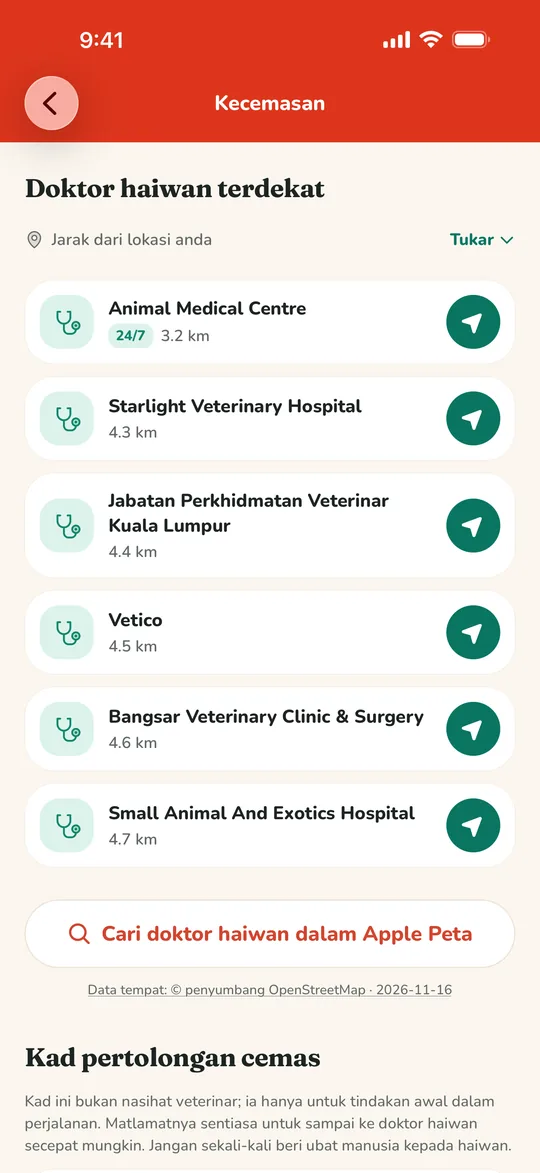 9:41
Kecemasan
Doktor haiwan terdekat
Jarak dari lokasi anda
Tukar
Animal Medical Centre
24/7 3.2 km
Starlight Veterinary Hospital
4.3 km
Jabatan Perkhidmatan Veterinar
Kuala Lumpur
4.4 km
Vetico
4.5 km
Bangsar Veterinary Clinic & Surgery
4.6 km
Small Animal And Exotics Hospital
4.7 km
Cari doktor haiwan dalam Apple Peta
Data tempat: © penyumbang OpenStreetMap · 2026-11-16
Kad pertolongan cemas
Kad ini bukan nasihat veterinar; ia hanya untuk tindakan awal dalam
perjalanan. Matlamatnya sentiasa untuk sampai ke doktor haiwan
secepat mungkin. Jangan sekali-kali beri ubat manusia kepada haiwan.